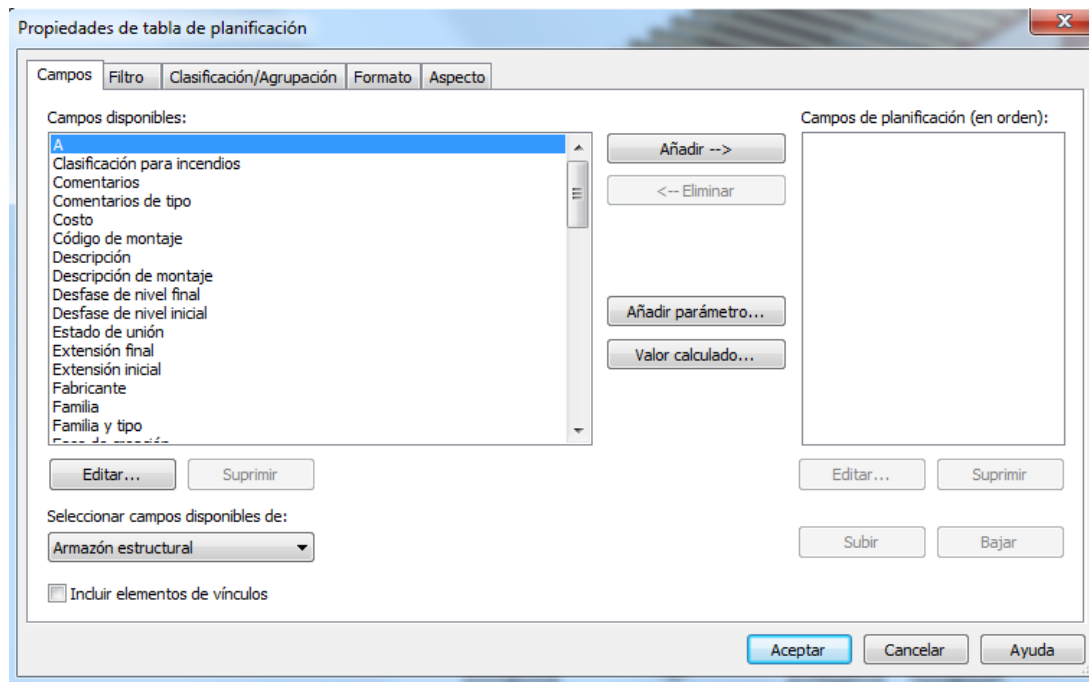 Propiedades de tabla de planificación
Campos Filtro Clasificación/Agrupación Formato Aspecto
Campos disponibles:
A
Clasificación para incendios
Comentarios
Comentarios de tipo
Costo
Código de montaje
Descripción
Descripción de montaje
Desfase de nivel final
Desfase de nivel inicial
Estado de unión
Extensión final
Extensión inicial
Fabricante
Familia
Familia y tipo
Editar...
Suprimir
Seleccionar campos disponibles de:
Armazón estructural
Incluir elementos de vínculos
Añadir -->
<-- Eliminar
Añadir parámetro...
Valor calculado...
Campos de planificación (en orden):
Editar...
Suprimir
Subir
Bajar
Aceptar
Cancelar
Ayuda